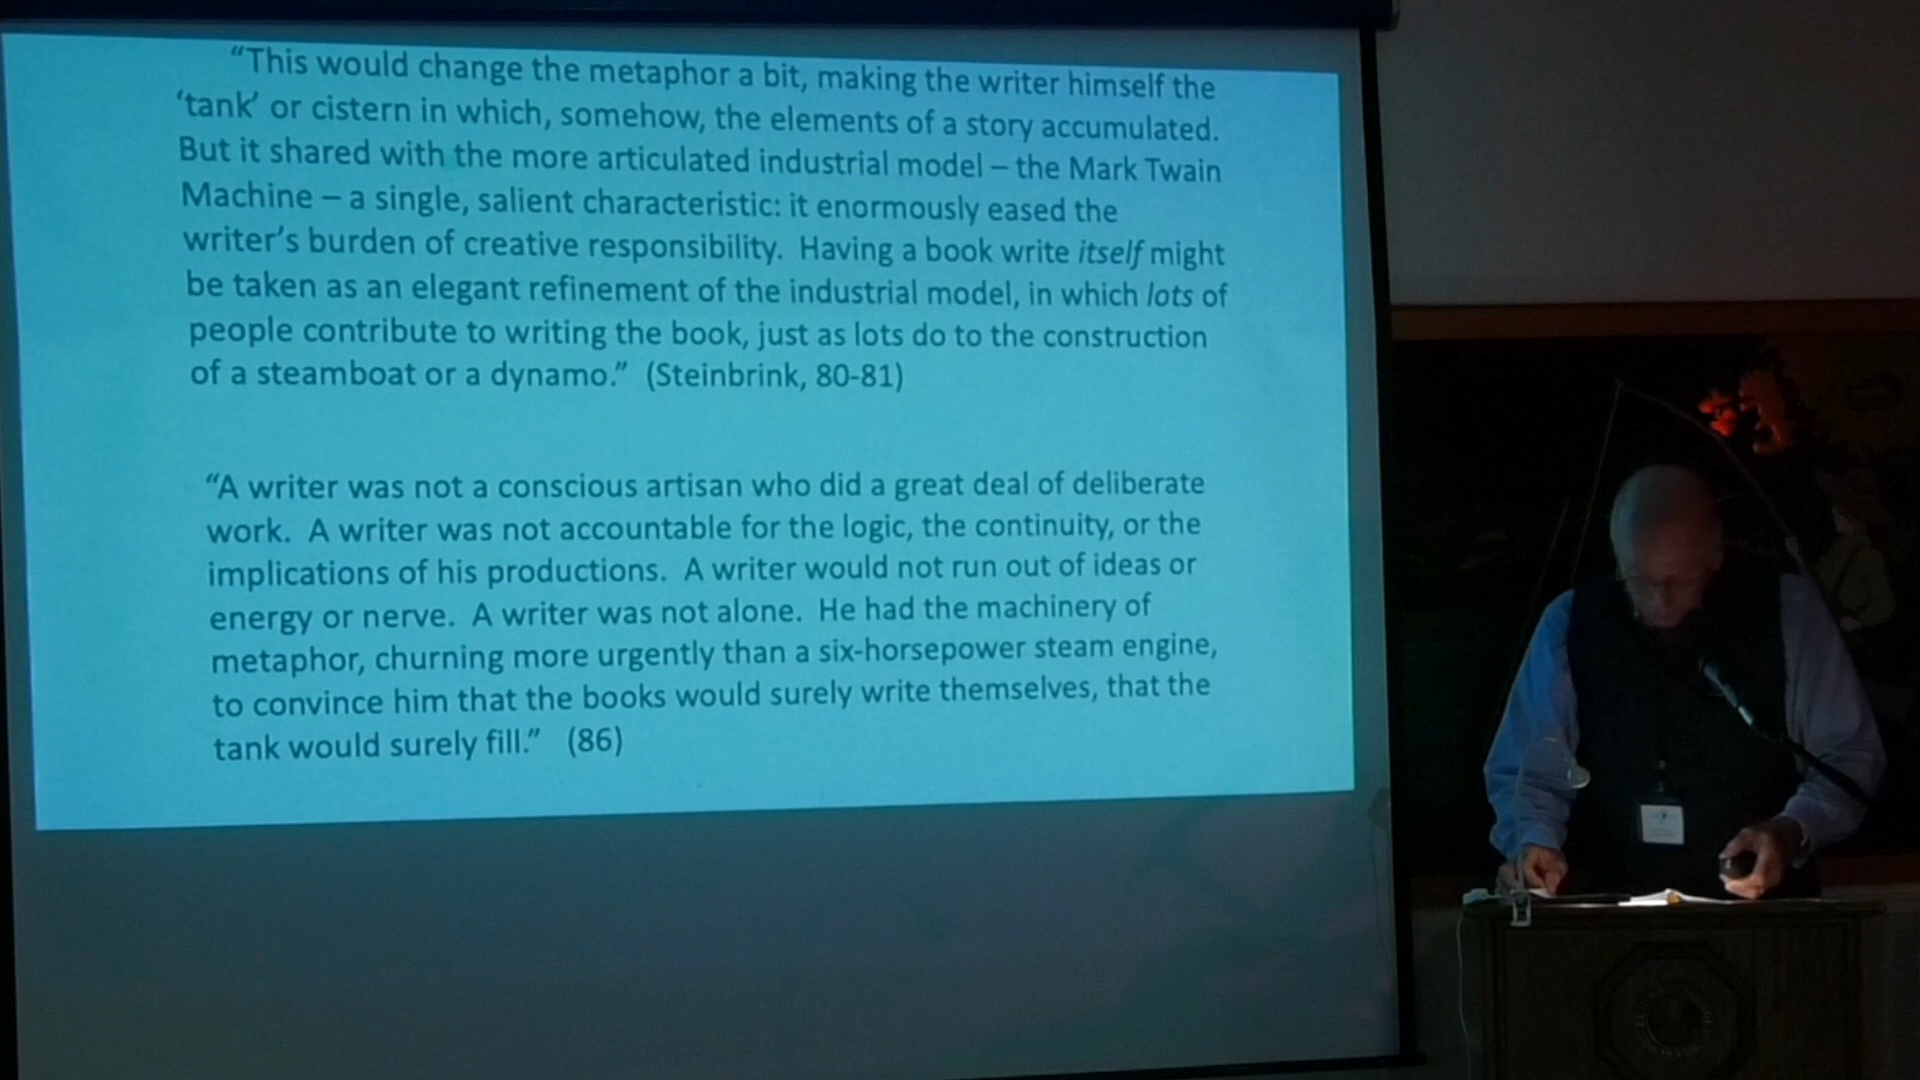 “This would change the metaphor a bit, making the writer himself the
‘tank’ or cistern in which, somehow, the elements of a story accumulated.
But it shared with the more articulated industrial model – the Mark Twain
Machine – a single, salient characteristic: it enormously eased the
writer’s burden of creative responsibility. Having a book write itself might
be taken as an elegant refinement of the industrial model, in which lots of
people contribute to writing the book, just as lots do to the construction
of a steamboat or a dynamo.” (Steinbrink, 80-81)
“A writer was not a conscious artisan who did a great deal of deliberate
work. A writer was not accountable for the logic, the continuity, or the
implications of his productions. A writer would not run out of ideas or
energy or nerve. A writer was not alone. He had the machinery of
metaphor, churning more urgently than a six-horsepower steam engine,
to convince him that the books would surely write themselves, that the
tank would surely fill.” (86)